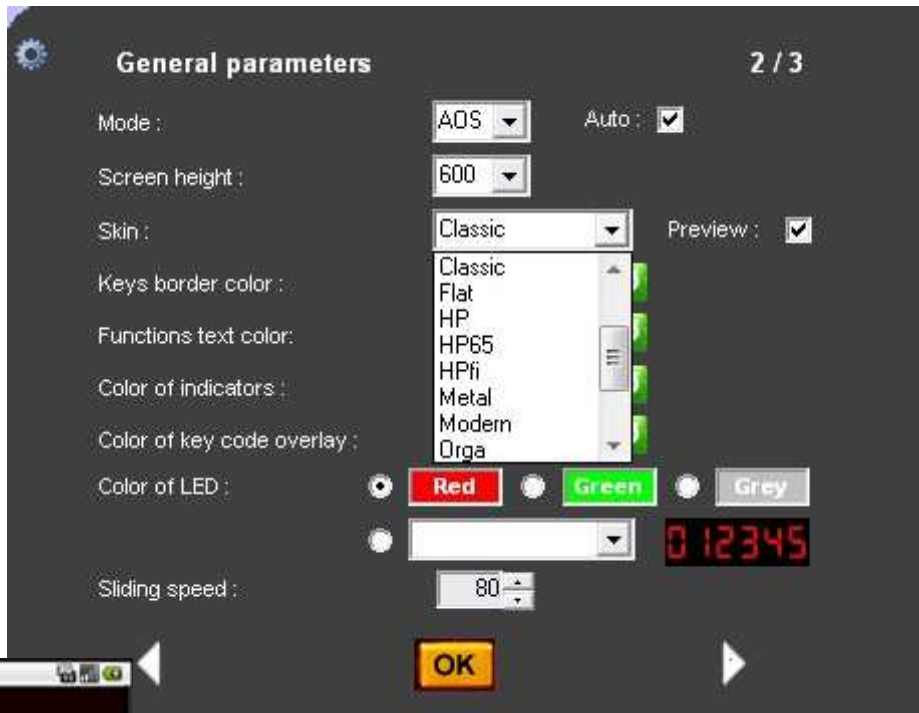 General parameters 2 / 3
Mode : AOS Auto :
Screen height : 600
Skin : Classic Preview :
Classic
Keys border color :
Flat
HP
Functions text color:
HP65
HPfi
Color of indicators :
Metal
Modern
Color of key code overlay :
Orga
Color of LED : Red Green Grey
012345
Sliding speed : 80
OK